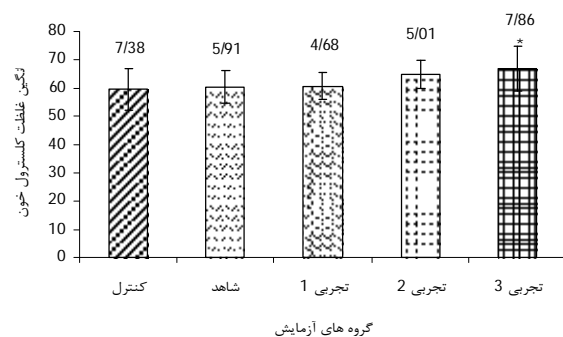 7/86
7/38
5/91
4/68
5/01
*
80
70
60
50
40
30
20
10
0
نگین غلظت کلسترول خون
کنترل
شاهد
تجربی 1
تجربی 2
تجربی 3
گروه های آزمایش